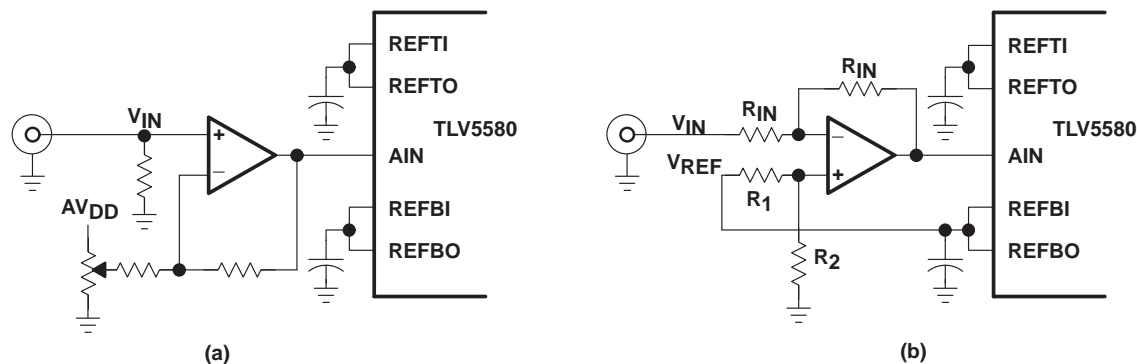 REFTI
REFTO
VIN
TLV5580
AIN
+
−
AVDD
REFBI
REFBO
(a)
REFTI
RIN
REFTO
RIN
VIN
TLV5580
−
AIN
VREF
+
R1
REFBI
REFBO
R2
(b)